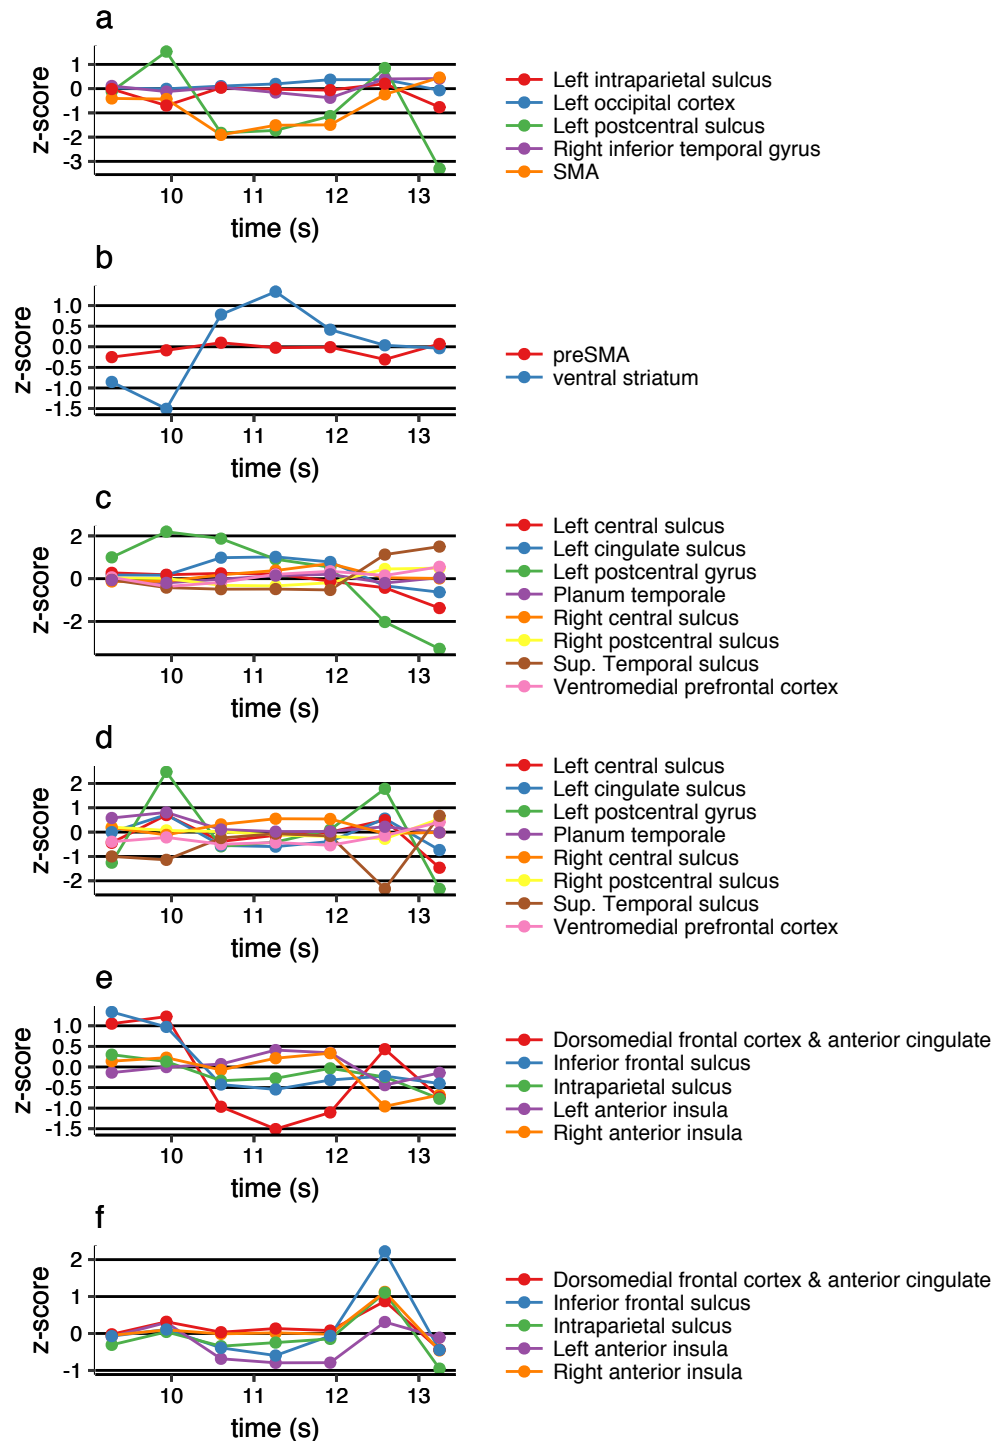 a
z-score
1
0
-1
-2
-3
10 11 12 13
time (s)
Left intraparietal sulcus
Left occipital cortex
Left postcentral sulcus
Right inferior temporal gyrus
SMA
b
z-score
1.0
0.5
0.0
-0.5
-1.0
-1.5
10 11 12 13
time (s)
preSMA
ventral striatum
c
z-score
2
0
-2
10 11 12 13
time (s)
Left central sulcus
Left cingulate sulcus
Left postcentral gyrus
Planum temporale
Right central sulcus
Right postcentral sulcus
Sup. Temporal sulcus
Ventromedial prefrontal cortex
d
z-score
2
1
0
-1
-2
10 11 12 13
time (s)
Left central sulcus
Left cingulate sulcus
Left postcentral gyrus
Planum temporale
Right central sulcus
Right postcentral sulcus
Sup. Temporal sulcus
Ventromedial prefrontal cortex
e
z-score
1.0
0.5
0.0
-0.5
-1.0
-1.5
10 11 12 13
time (s)
Dorsomedial frontal cortex & anterior cingulate
Inferior frontal sulcus
Intraparietal sulcus
Left anterior insula
Right anterior insula
f
z-score
2
1
0
-1
10 11 12 13
time (s)
Dorsomedial frontal cortex & anterior cingulate
Inferior frontal sulcus
Intraparietal sulcus
Left anterior insula
Right anterior insula